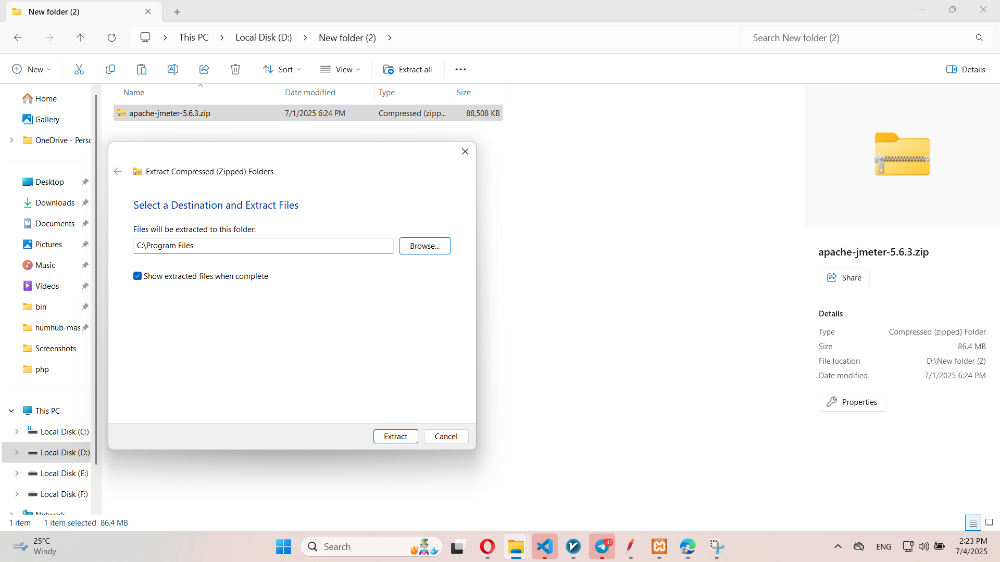 New folder (2)
This PC
Local Disk (D:)
New folder (2)
Search New folder (2)
New
Sort
View
Extract all
Details
Name
Date modified
Type
Size
apache-jmeter-5.6.3.zip
7/1/2025 6:24 PM
Compressed (zipp...
88,508 KB
Home
Gallery
OneDrive - Perso
Desktop
Downloads
Documents
Pictures
Music
Videos
bin
humhub-mas
Screenshots
php
This PC
Local Disk (C:)
Local Disk (D:)
Local Disk (E:)
Local Disk (F:)
Network
Extract Compressed (Zipped) Folders
Select a Destination and Extract Files
Files will be extracted to this folder:
C:\Program Files
Browse...
Show extracted files when complete
Extract
Cancel
apache-jmeter-5.6.3.zip
Share
Details
Type
Compressed (zipped) Folder
Size
86.4 MB
File location
D:\New folder (2)
Date modified
7/1/2025 6:24 PM
Properties
1 item
1 item selected 86.4 MB
25°C
Windy
Search
42
ENG
2:23 PM
7/4/2025